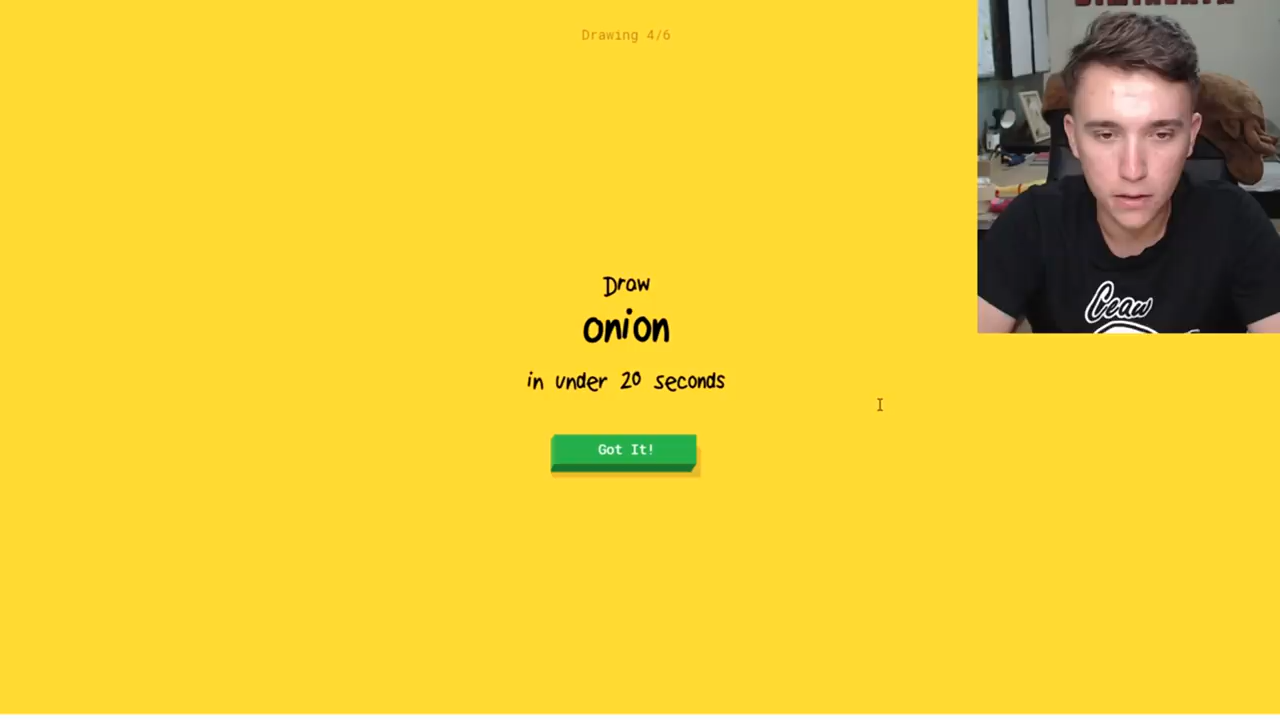 Drawing 4/6
Draw
onion
in under 20 seconds
Got It!